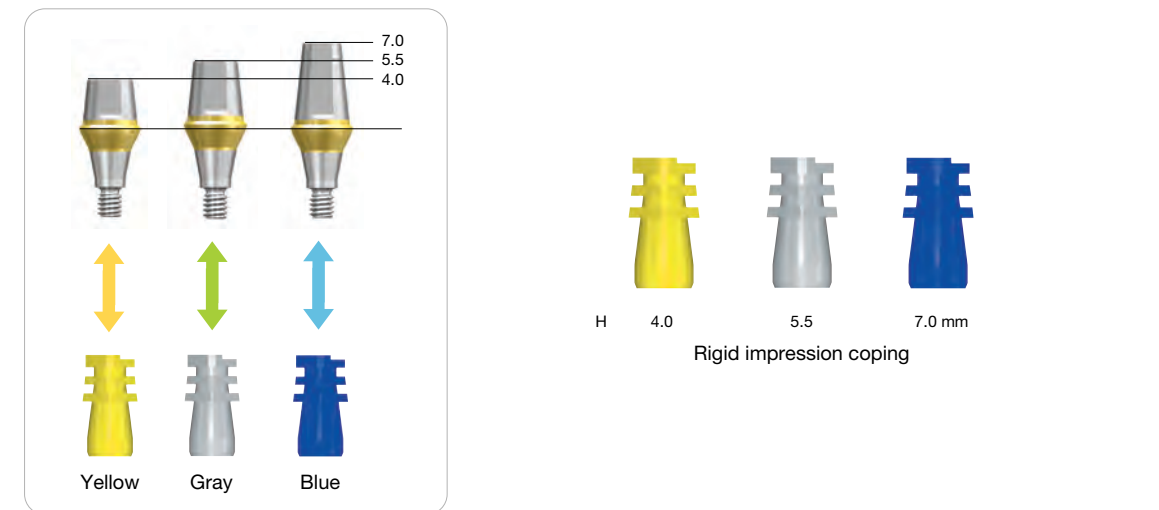 7.0
5.5
4.0
Yellow Gray Blue
H 4.0 5.5 7.0 mm
Rigid impression coping